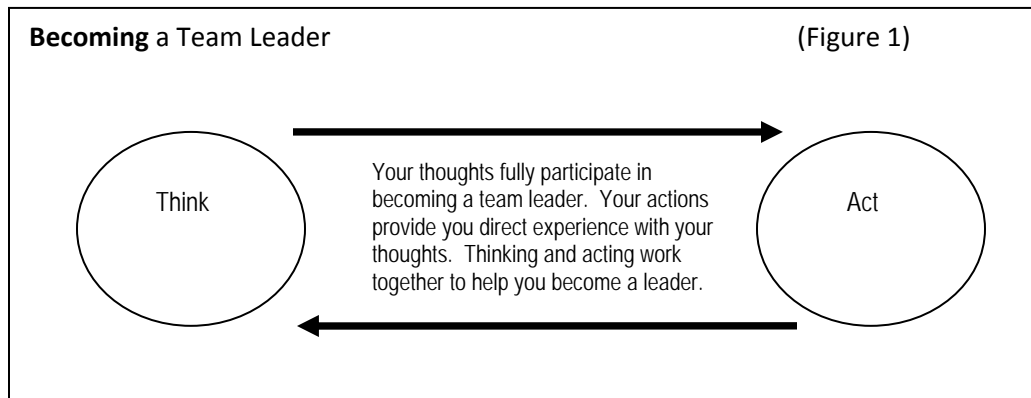 Becoming a Team Leader (Figure 1)
Think
Your thoughts fully participate in
becoming a team leader.  Your actions
provide you direct experience with your
thoughts.  Thinking and acting work
together to help you become a leader.
Act